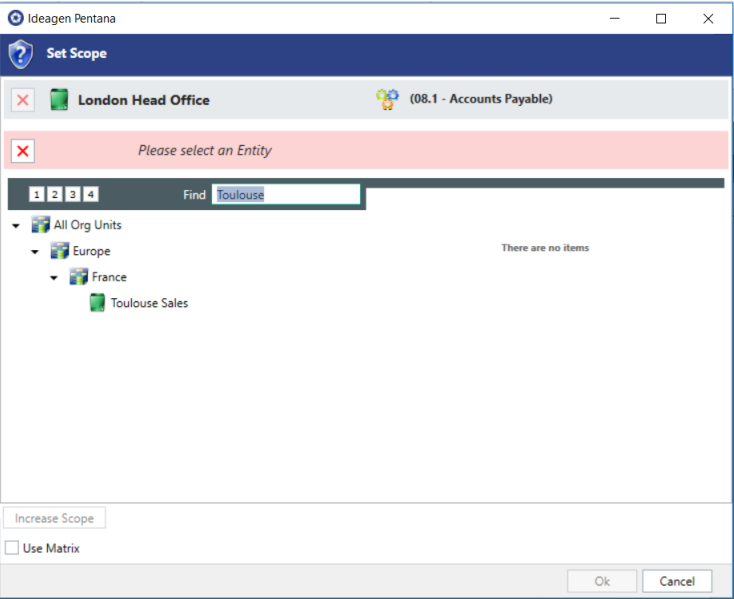 Ideagen Pentana
Set Scope
London Head Office (08.1 - Accounts Payable)
Please select an Entity
1 2 3 4 Find Toulouse
All Org Units
There are no items
Europe
France
Toulouse Sales
Increase Scope
Use Matrix
Ok Cancel